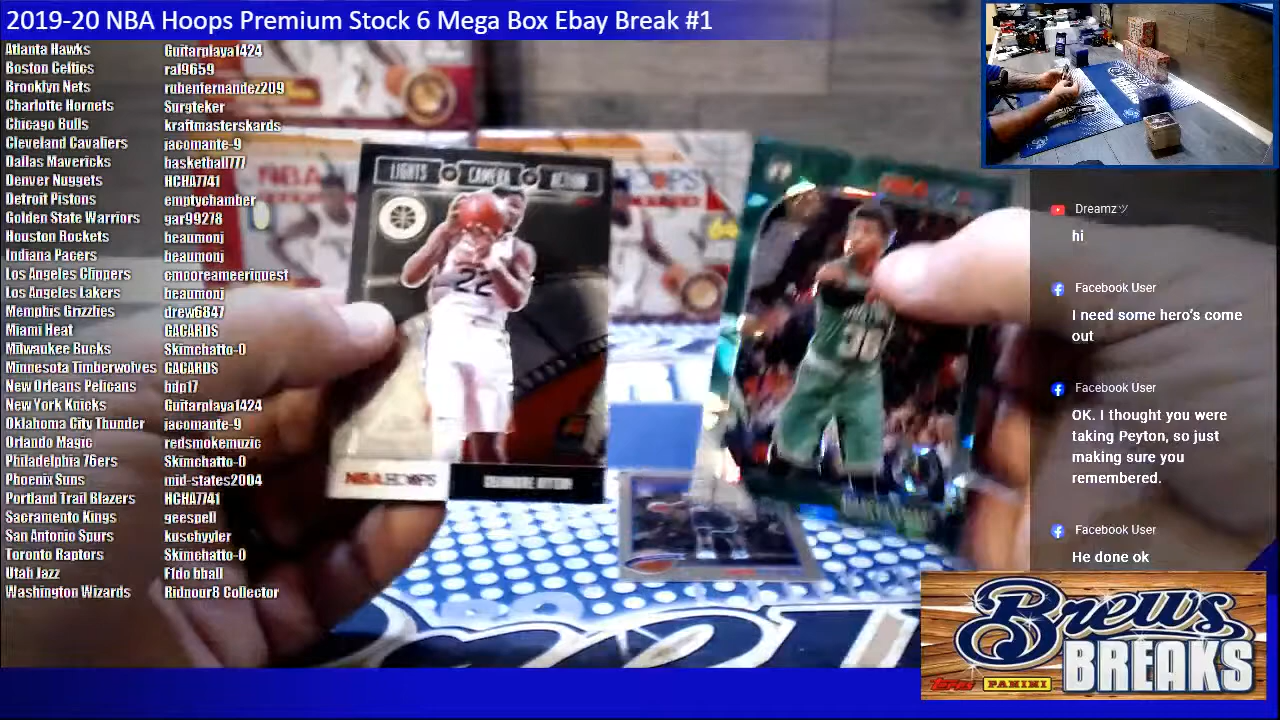 2019-20 NBA Hoops Premium Stock 6 Mega Box Ebay Break #1
Atlanta Hawks Guitarplaya1424
Boston Celtics ral9659
Brooklyn Nets rubenfernandez209
Charlotte Hornets Surgteker
Chicago Bulls kraftmasterskards
Cleveland Cavaliers jacomante-9
Dallas Mavericks basketball777
Denver Nuggets HCHA7741
Detroit Pistons emptychamber
Golden State Warriors gar99278
Houston Rockets beaumonj
Indiana Pacers beaumonj
Los Angeles Clippers cmooreameeriquest
Los Angeles Lakers beaumonj
Memphis Grizzlies drew6847
Miami Heat GACARDS
Milwaukee Bucks Skimchatto-0
Minnesota Timberwolves GACARDS
New Orleans Pelicans bdp17
New York Knicks Guitarplaya1424
Oklahoma City Thunder jacomante-9
Orlando Magic redsmokemuzic
Philadelphia 76ers Skimchatto-0
Phoenix Suns mid-states2004
Portland Trail Blazers HCHA7741
Sacramento Kings geespell
San Antonio Spurs kuschyyler
Toronto Raptors Skimchatto-0
Utah Jazz Fido bball
Washington Wizards Ridnour8 Collector
LIGHTS CAMERA ACTION
22
NBA HOOPS
NBA
36
Dreamzツ
hi
Facebook User
I need some hero's come
out
Facebook User
OK. I thought you were
taking Peyton, so just
making sure you
remembered.
Facebook User
He done ok
Brews
BREAKS
Topps PANINI